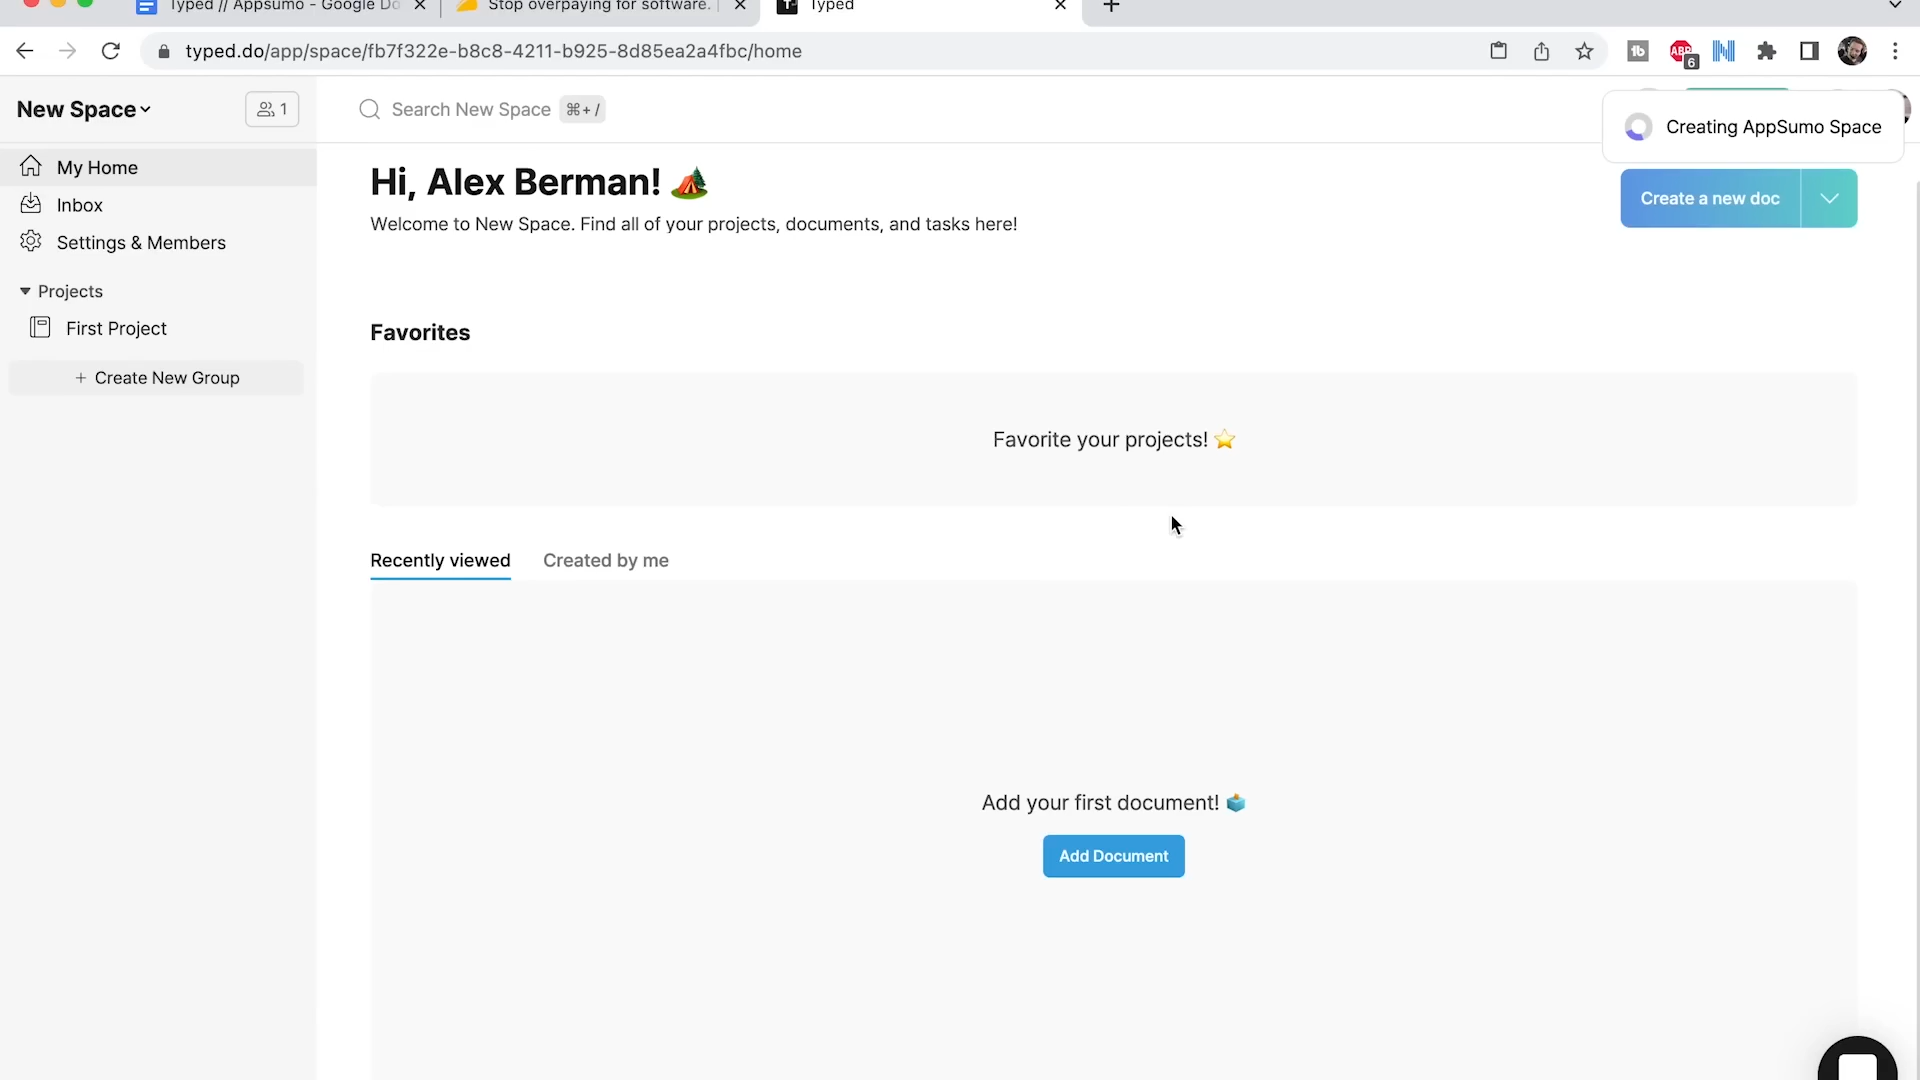 Typed // Appsumo - Google Do
Stop overpaying for software.
Typed
typed.do/app/space/fb7f322e-b8c8-4211-b925-8d85ea2a4fbc/home
ABP
6
New Space
1
Search New Space ⌘+ /
Creating AppSumo Space
My Home
Inbox
Settings & Members
Projects
First Project
+ Create New Group
Hi, Alex Berman! 🏕️
Welcome to New Space. Find all of your projects, documents, and tasks here!
Create a new doc
Favorites
Favorite your projects! ⭐
Recently viewed
Created by me
Add your first document! 🗳️
Add Document